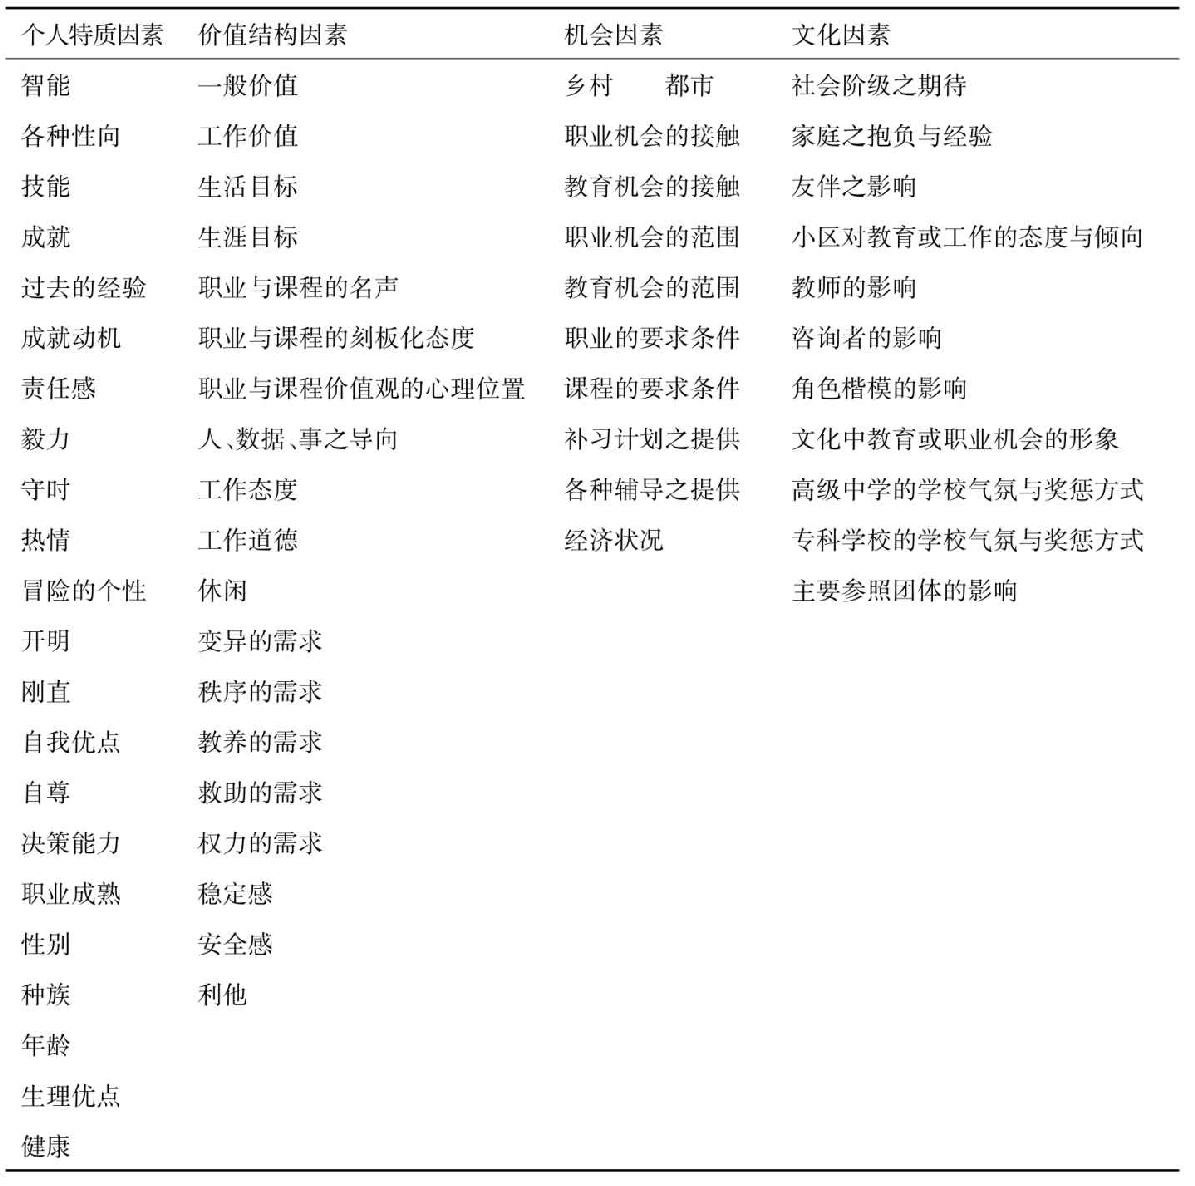 个人特质因素 价值结构因素 机会因素 文化因素
智能 一般价值 乡村 都市 社会阶级之期待
各种性向 工作价值 职业机会的接触 家庭之抱负与经验
技能 生活目标 教育机会的接触 友伴之影响
成就 生涯目标 职业机会的范围 小区对教育或工作的态度与倾向
过去的经验 职业与课程的名声 教育机会的范围 教师的影响
成就动机 职业与课程的刻板化态度 职业的要求条件 咨询者的影响
责任感 职业与课程价值观的心理位置 课程的要求条件 角色楷模的影响
毅力 人、数据、事之导向 补习计划之提供 文化中教育或职业机会的形象
守时 工作态度 各种辅导之提供 高级中学的学校气氛与奖惩方式
热情 工作道德 经济状况 专科学校的学校气氛与奖惩方式
冒险的个性 休闲 主要参照团体的影响
开明 变异的需求
刚直 秩序的需求
自我优点 教养的需求
自尊 救助的需求
决策能力 权力的需求
职业成熟 稳定感
性别 安全感
种族 利他
年龄
生理优点
健康